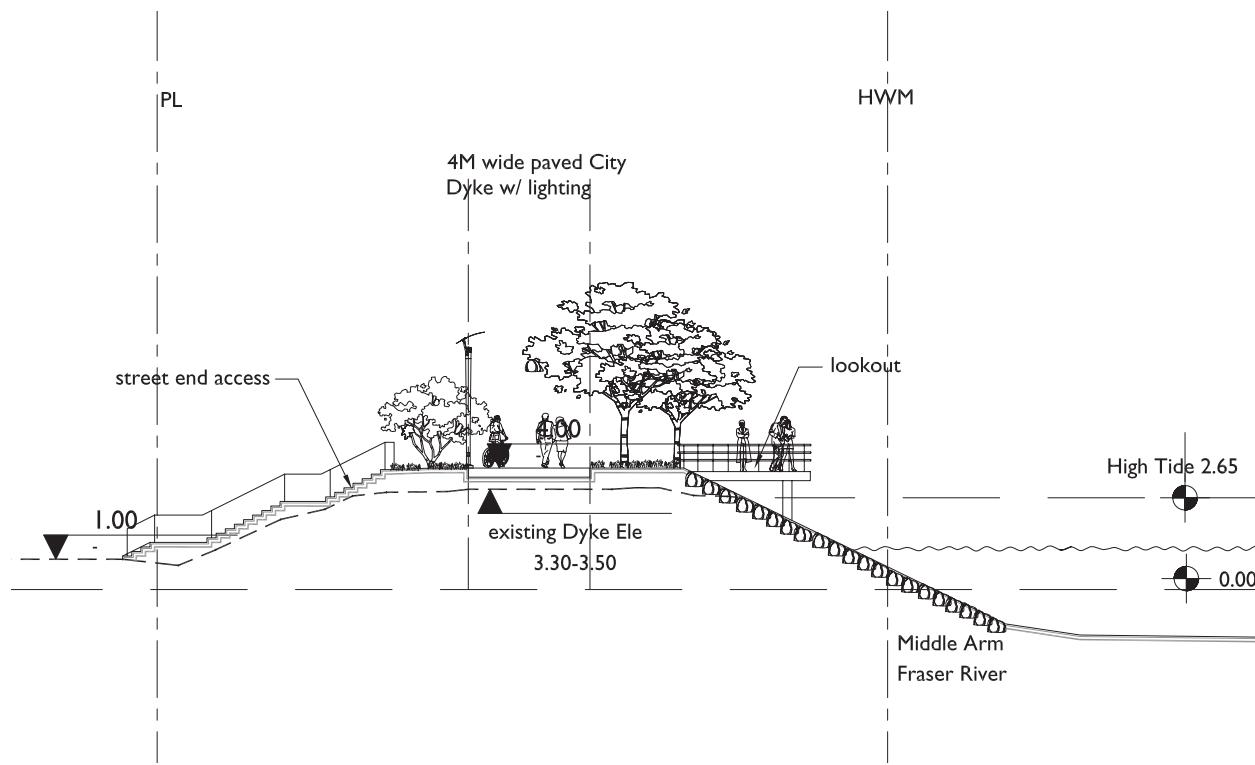 PL
HWM
4M wide paved City
Dyke w/ lighting
street end access
lookout
High Tide 2.65
1.00
existing Dyke Ele
3.30-3.50
0.00
Middle Arm
Fraser River